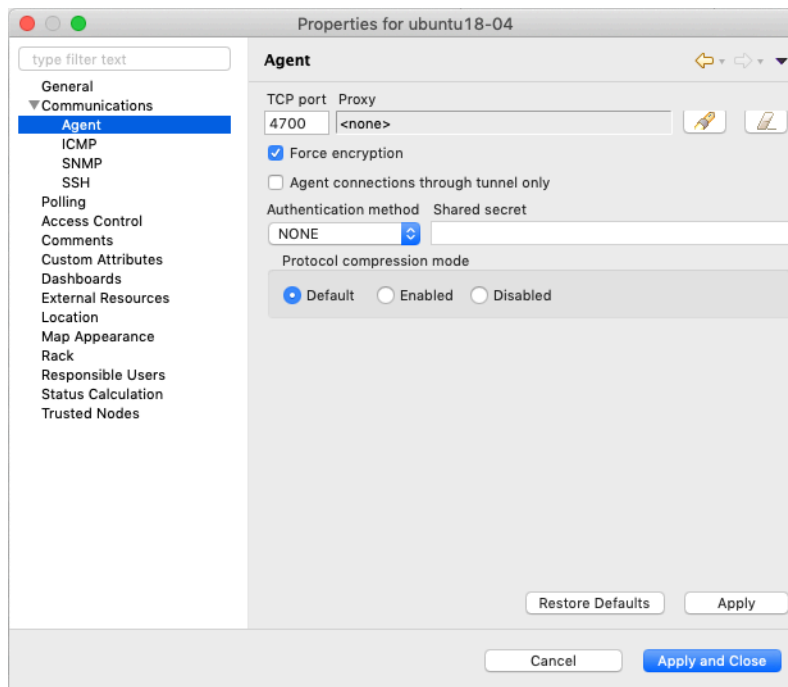 Properties for ubuntu18-04
type filter text
General
Communications
Agent
ICMP
SNMP
SSH
Polling
Access Control
Comments
Custom Attributes
Dashboards
External Resources
Location
Map Appearance
Rack
Responsible Users
Status Calculation
Trusted Nodes
Agent
TCP port Proxy
4700 <none>
Force encryption
Agent connections through tunnel only
Authentication method Shared secret
NONE
Protocol compression mode
Default Enabled Disabled
Restore Defaults Apply
Cancel Apply and Close